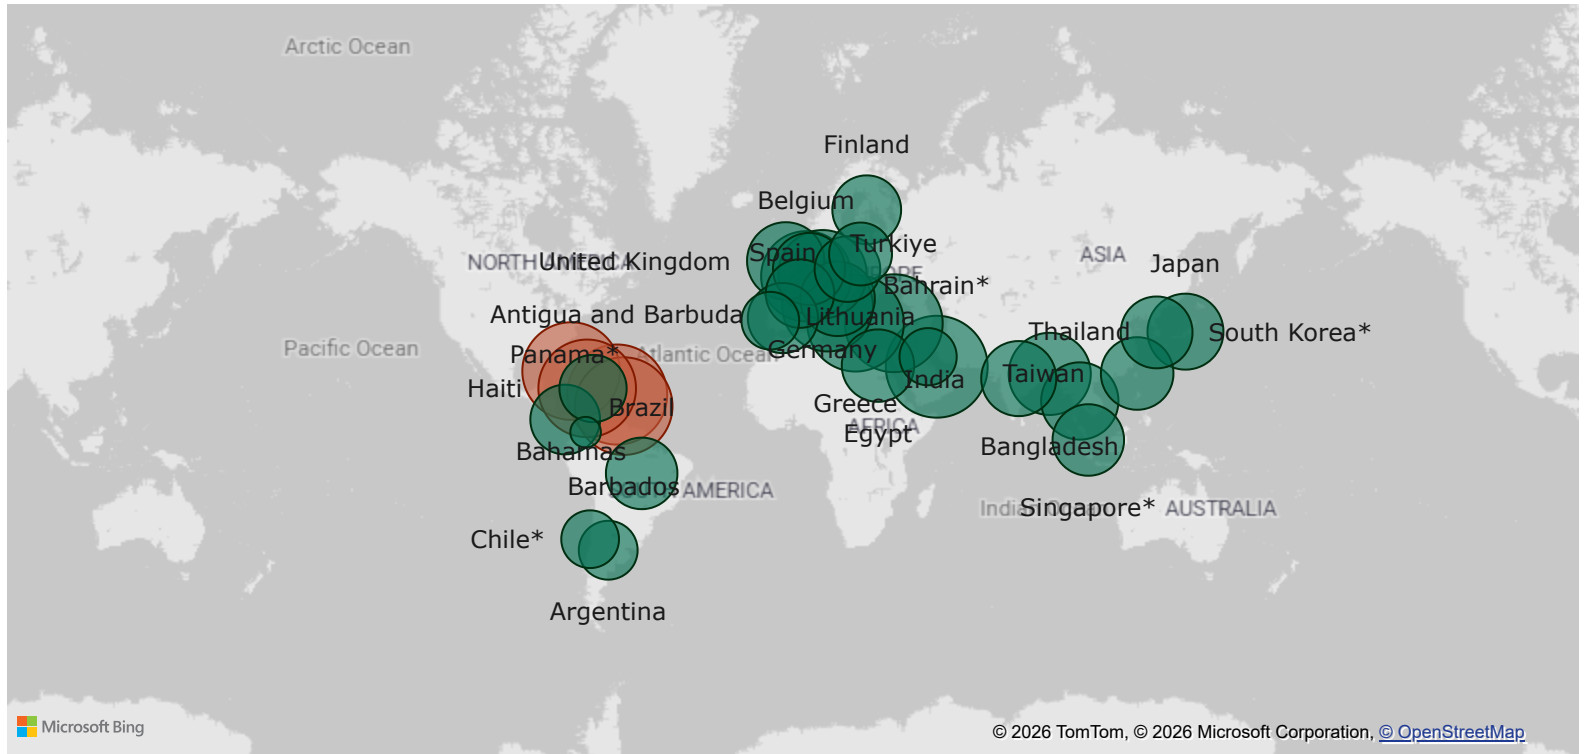 Arctic Ocean
Finland
Belgium
Spain
Turkiye
ASIA
NORTH AMERICA
United Kingdom
Japan
Bahrain*
Antigua and Barbuda
Lithuania
Thailand
South Korea*
Pacific Ocean
Panama*
Atlantic Ocean
Germany
Haiti
India
Taiwan
Brazil
Greece
AFRICA
Egypt
Bahamas
Bangladesh
Barbados
AMERICA
Singapore*
AUSTRALIA
Chile*
Argentina
Microsoft Bing
© 2026 TomTom, © 2026 Microsoft Corporation, © OpenStreetMap